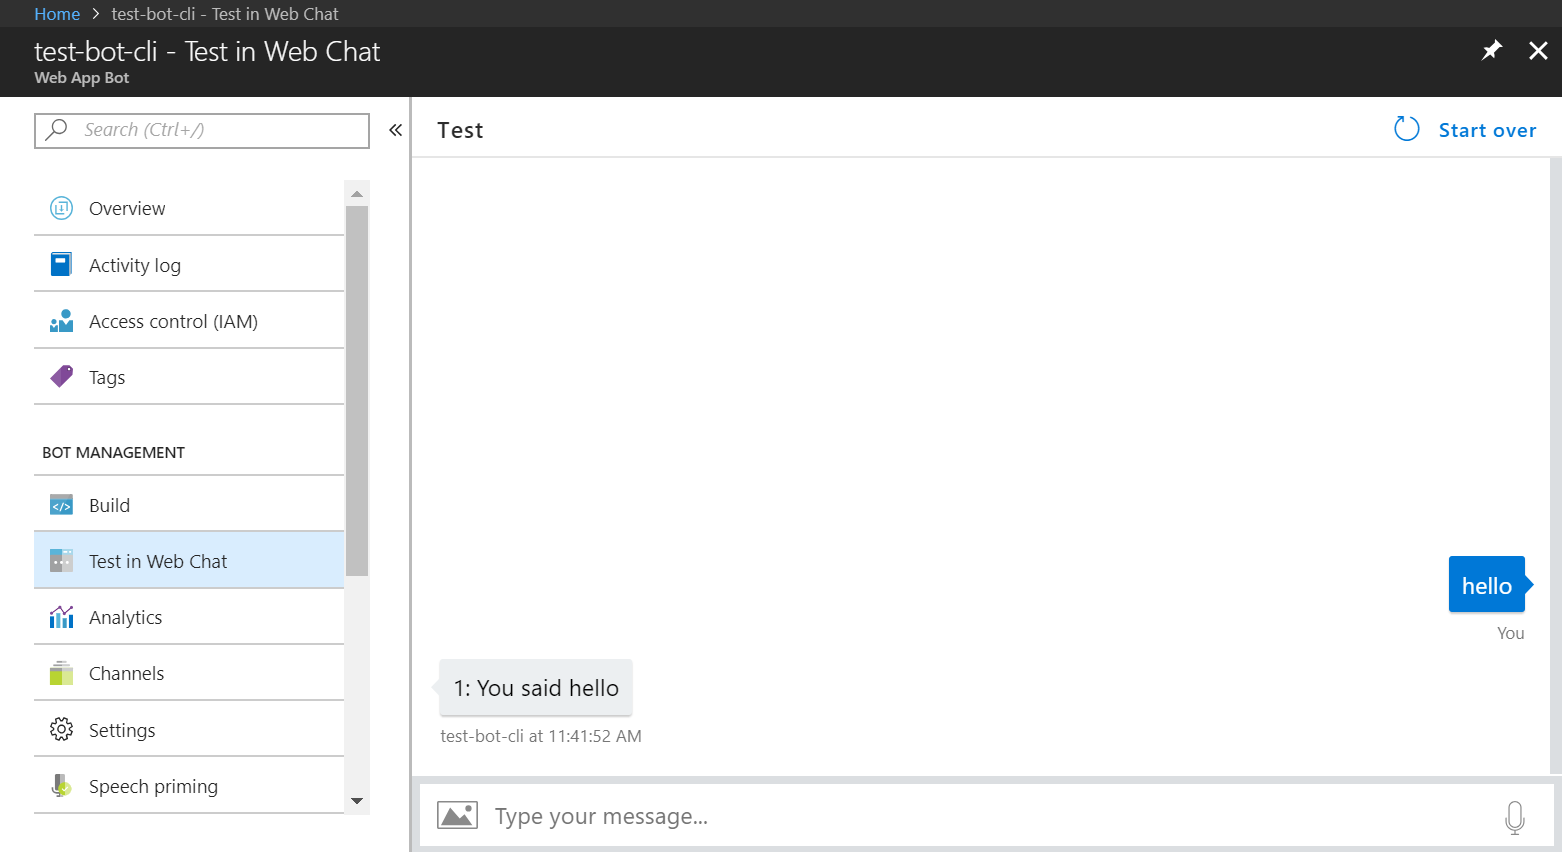 Home > test-bot-cli - Test in Web Chat
test-bot-cli - Test in Web Chat
Web App Bot
Search (Ctrl+/)
«
Overview
Activity log
Access control (IAM)
Tags
BOT MANAGEMENT
Build
Test in Web Chat
Analytics
Channels
Settings
Speech priming
Test
Start over
hello
You
1: You said hello
test-bot-cli at 11:41:52 AM
Type your message...